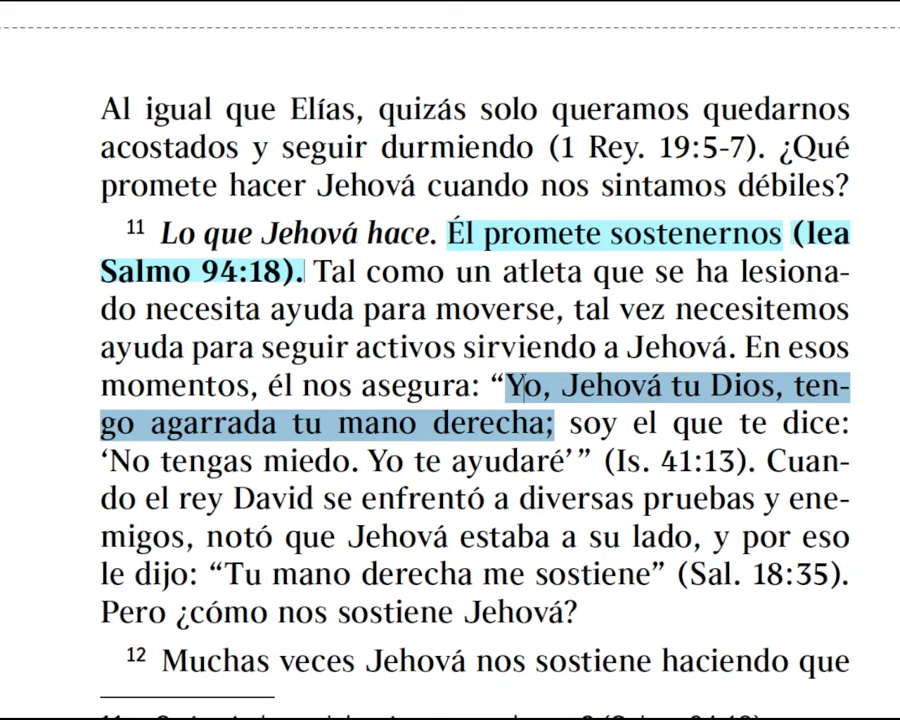 Al igual que Elías, quizás solo queramos quedarnos
acostados y seguir durmiendo (1 Rey. 19:5-7). ¿Qué
promete hacer Jehová cuando nos sintamos débiles?
11 Lo que Jehová hace. Él promete sostenernos (lea
Salmo 94:18). Tal como un atleta que se ha lesiona-
do necesita ayuda para moverse, tal vez necesitemos
ayuda para seguir activos sirviendo a Jehová. En esos
momentos, él nos asegura: “Yo, Jehová tu Dios, ten-
go agarrada tu mano derecha; soy el que te dice:
‘No tengas miedo. Yo te ayudaré’” (Is. 41:13). Cuan-
do el rey David se enfrentó a diversas pruebas y ene-
migos, notó que Jehová estaba a su lado, y por eso
le dijo: “Tu mano derecha me sostiene” (Sal. 18:35).
Pero ¿cómo nos sostiene Jehová?
12 Muchas veces Jehová nos sostiene haciendo que